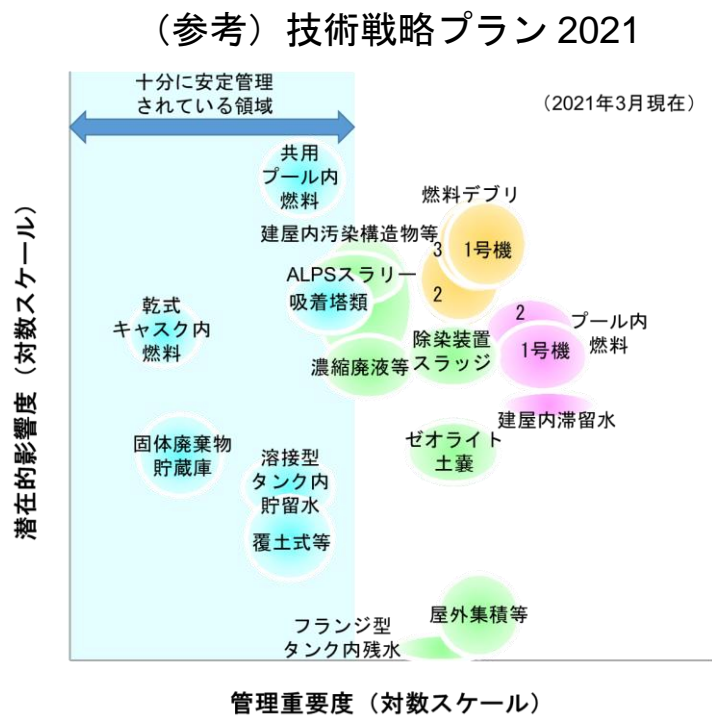 (参考)技術戦略プラン 2021
十分に安定管理
されている領域
(2021年3月現在)
共用
プール内
燃料
燃料デブリ
建屋内汚染構造物等
3
1号機
ALPSスラリー
2
吸着塔類
乾式
キャスク内
燃料
2
プール内
燃料
除染装置
スラッジ
1号機
濃縮廃液等
建屋内滞留水
固体廃棄物
貯蔵庫
ゼオライト
土嚢
溶接型
タンク内
貯留水
覆土式等
屋外集積等
フランジ型
タンク内残水
潜在的影響度(対数スケール)
管理重要度(対数スケール)